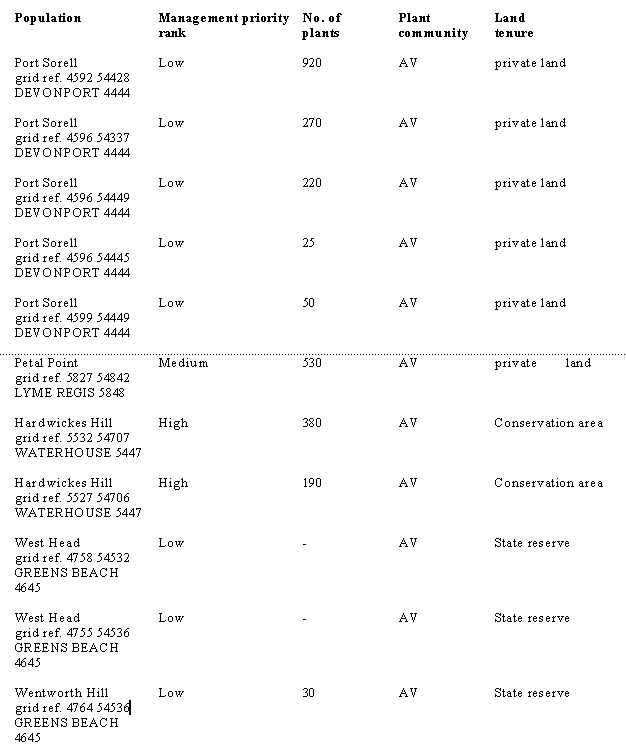 Population Management priority rank No. of plants Plant community Land tenure
Port Sorell Low 920 AV private land
grid ref. 4592 54428
DEVONPORT 4444
Port Sorell Low 270 AV private land
grid ref. 4596 54337
DEVONPORT 4444
Port Sorell Low 220 AV private land
grid ref. 4596 54449
DEVONPORT 4444
Port Sorell Low 25 AV private land
grid ref. 4596 54445
DEVONPORT 4444
Port Sorell Low 50 AV private land
grid ref. 4599 54449
DEVONPORT 4444
Petal Point Medium 530 AV private land
grid ref. 5827 54842
LYME REGIS 5848
Hardwickes Hill High 380 AV Conservation area
grid ref. 5532 54707
WATERHOUSE 5447
Hardwickes Hill High 190 AV Conservation area
grid ref. 5527 54706
WATERHOUSE 5447
West Head Low - AV State reserve
grid ref. 4758 54532
GREENS BEACH
4645
West Head Low - AV State reserve
grid ref. 4755 54536
GREENS BEACH
4645
Wentworth Hill Low 30 AV State reserve
grid ref. 4764 54536
GREENS BEACH
4645